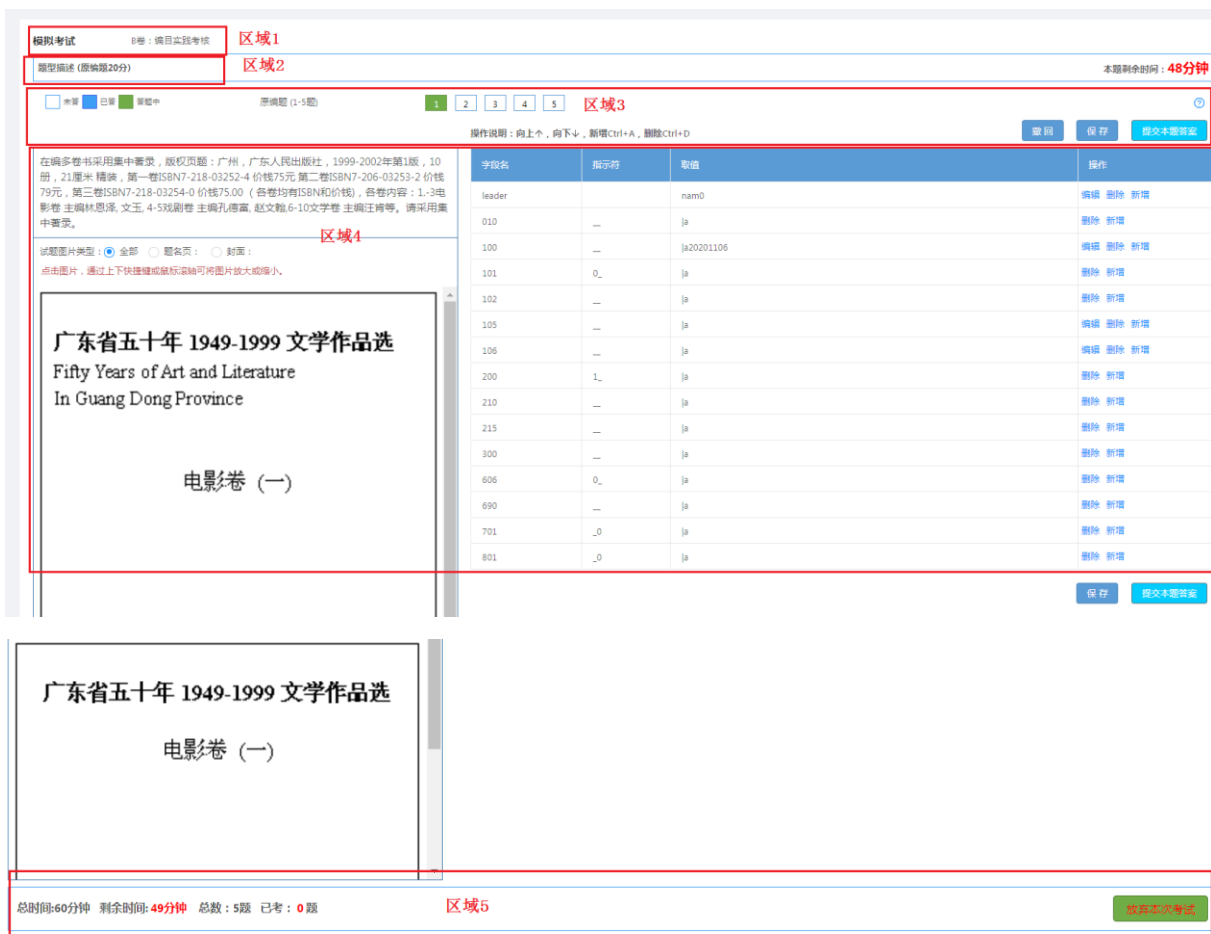 模拟考试 B卷：编目实践考核 区域1
题型描述 (原编题20分) 区域2 本题剩余时间：48分钟
未答 已答 答题中 原编题 (1-5题) 1 2 3 4 5 区域3
操作说明：向上个，向下↓，新增Ctrl+A，删除Ctrl+D 撤回 保存 提交本题答案
在编多卷书采用集中著录，版权页题：广州，广东人民出版社，1999-2002年第1版，10
册，21厘米 精装，第一卷ISBN7-218-03252-4 价钱75元 第二卷ISBN7-206-03253-2 价钱
79元，第三卷ISBN7-218-03254-0 价钱75.00（各卷均有ISBN和价钱)，各卷内容：1.-3电
影卷 主编林恩泽, 文玉, 4-5戏剧卷 主编孔德富, 赵文翰,6-10文学卷 主编汪肯等。请采用集
中著录。
区域4
试题图片类型： 全部 题名页： 封面：
点击图片，通过上下快捷键或鼠标滚轴可将图片放大或缩小。
广东省五十年 1949-1999 文学作品选
Fifty Years of Art and Literature
In Guang Dong Province
电影卷 (一)
字段名 指示符 取值 操作
leader nam0 编辑 删除 新增
010 __ |a 删除 新增
100 __ |a20201106 编辑 删除 新增
101 0_ |a 删除 新增
102 __ |a 删除 新增
105 __ |a 编辑 删除 新增
106 __ |a 编辑 删除 新增
200 1_ |a 删除 新增
210 __ |a 删除 新增
215 __ |a 删除 新增
300 __ |a 删除 新增
606 0_ |a 删除 新增
690 __ |a 删除 新增
701 _0 |a 删除 新增
801 _0 |a 删除 新增
保存 提交本题答案
广东省五十年 1949-1999 文学作品选
电影卷 (一)
总时间:60分钟 剩余时间: 49分钟 总数：5题 已考： 0 题 区域5 放弃本次考试